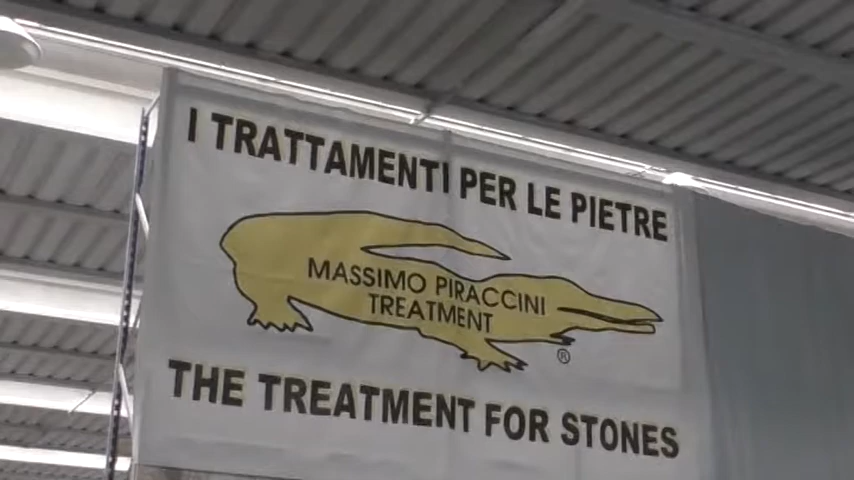 I TRATTAMENTI PER LE PIETRE
MASSIMO PIRACCINI
TREATMENT
®
THE TREATMENT FOR STONES